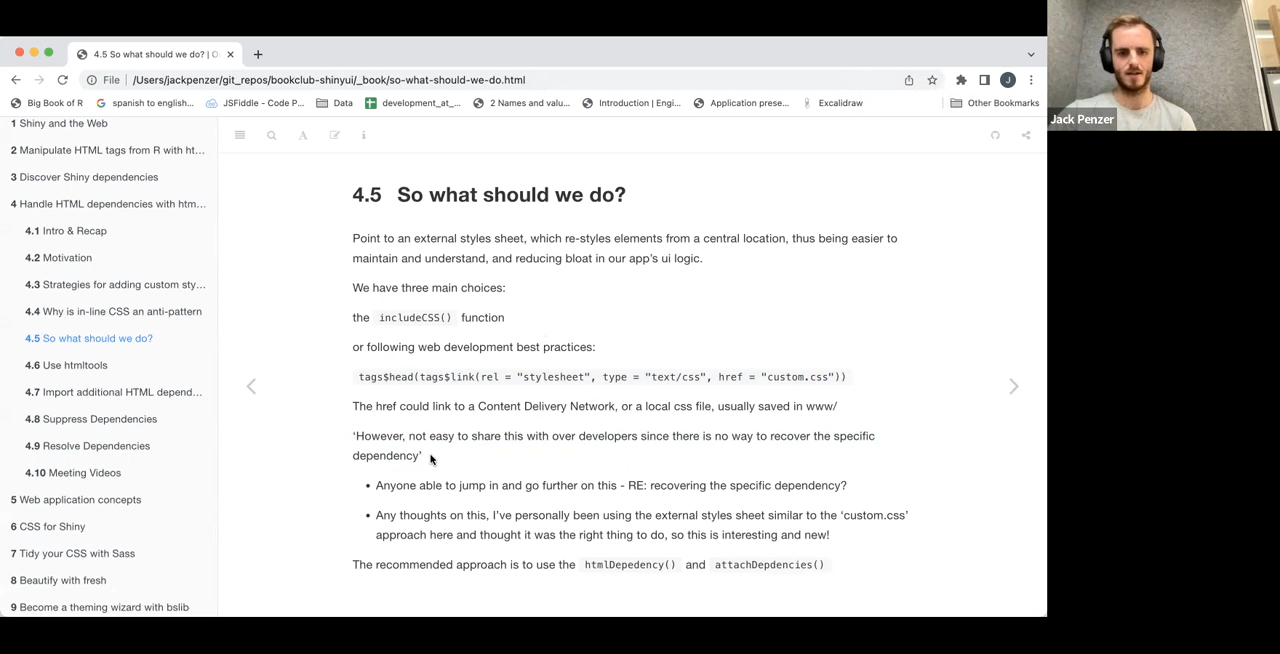 4.5 So what should we do? | O
File
/Users/jackpenzer/git_repos/bookclub-shinyui/_book/so-what-should-we-do.html
J
Big Book of R
spanish to english...
JSFiddle - Code P...
Data
development_at_...
2 Names and valu...
Introduction | Engi...
Application prese...
Excalidraw
Other Bookmarks
Jack Penzer
1 Shiny and the Web
2 Manipulate HTML tags from R with ht...
3 Discover Shiny dependencies
4 Handle HTML dependencies with htm...
4.1 Intro & Recap
4.2 Motivation
4.3 Strategies for adding custom sty...
4.4 Why is in-line CSS an anti-pattern
4.5 So what should we do?
4.6 Use htmltools
4.7 Import additional HTML depend...
4.8 Suppress Dependencies
4.9 Resolve Dependencies
4.10 Meeting Videos
5 Web application concepts
6 CSS for Shiny
7 Tidy your CSS with Sass
8 Beautify with fresh
9 Become a theming wizard with bslib
A
i
4.5 So what should we do?
Point to an external styles sheet, which re-styles elements from a central location, thus being easier to
maintain and understand, and reducing bloat in our app's ui logic.
We have three main choices:
the includeCSS() function
or following web development best practices:
tags$head(tags$link(rel = "stylesheet", type = "text/css", href = "custom.css"))
The href could link to a Content Delivery Network, or a local css file, usually saved in www/
'However, not easy to share this with over developers since there is no way to recover the specific
dependency'
• Anyone able to jump in and go further on this - RE: recovering the specific dependency?
• Any thoughts on this, I've personally been using the external styles sheet similar to the 'custom.css'
approach here and thought it was the right thing to do, so this is interesting and new!
The recommended approach is to use the htmlDepedency() and attachDepdencies()